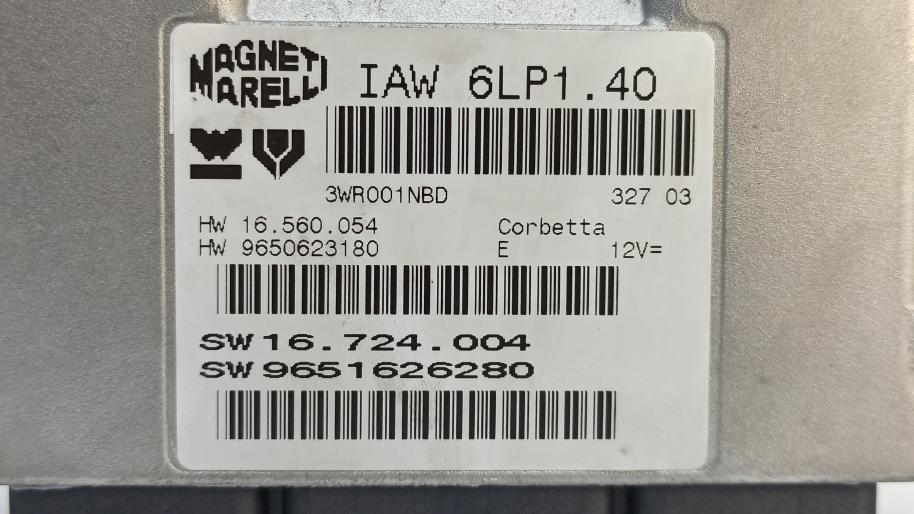 MAGNETI
MARELLI
IAW 6LP1.40
3WR001NBD 327 03
HW 16.560.054 Corbetta
HW 9650623180 E 12V=
SW 16.724.004
SW 9651626280